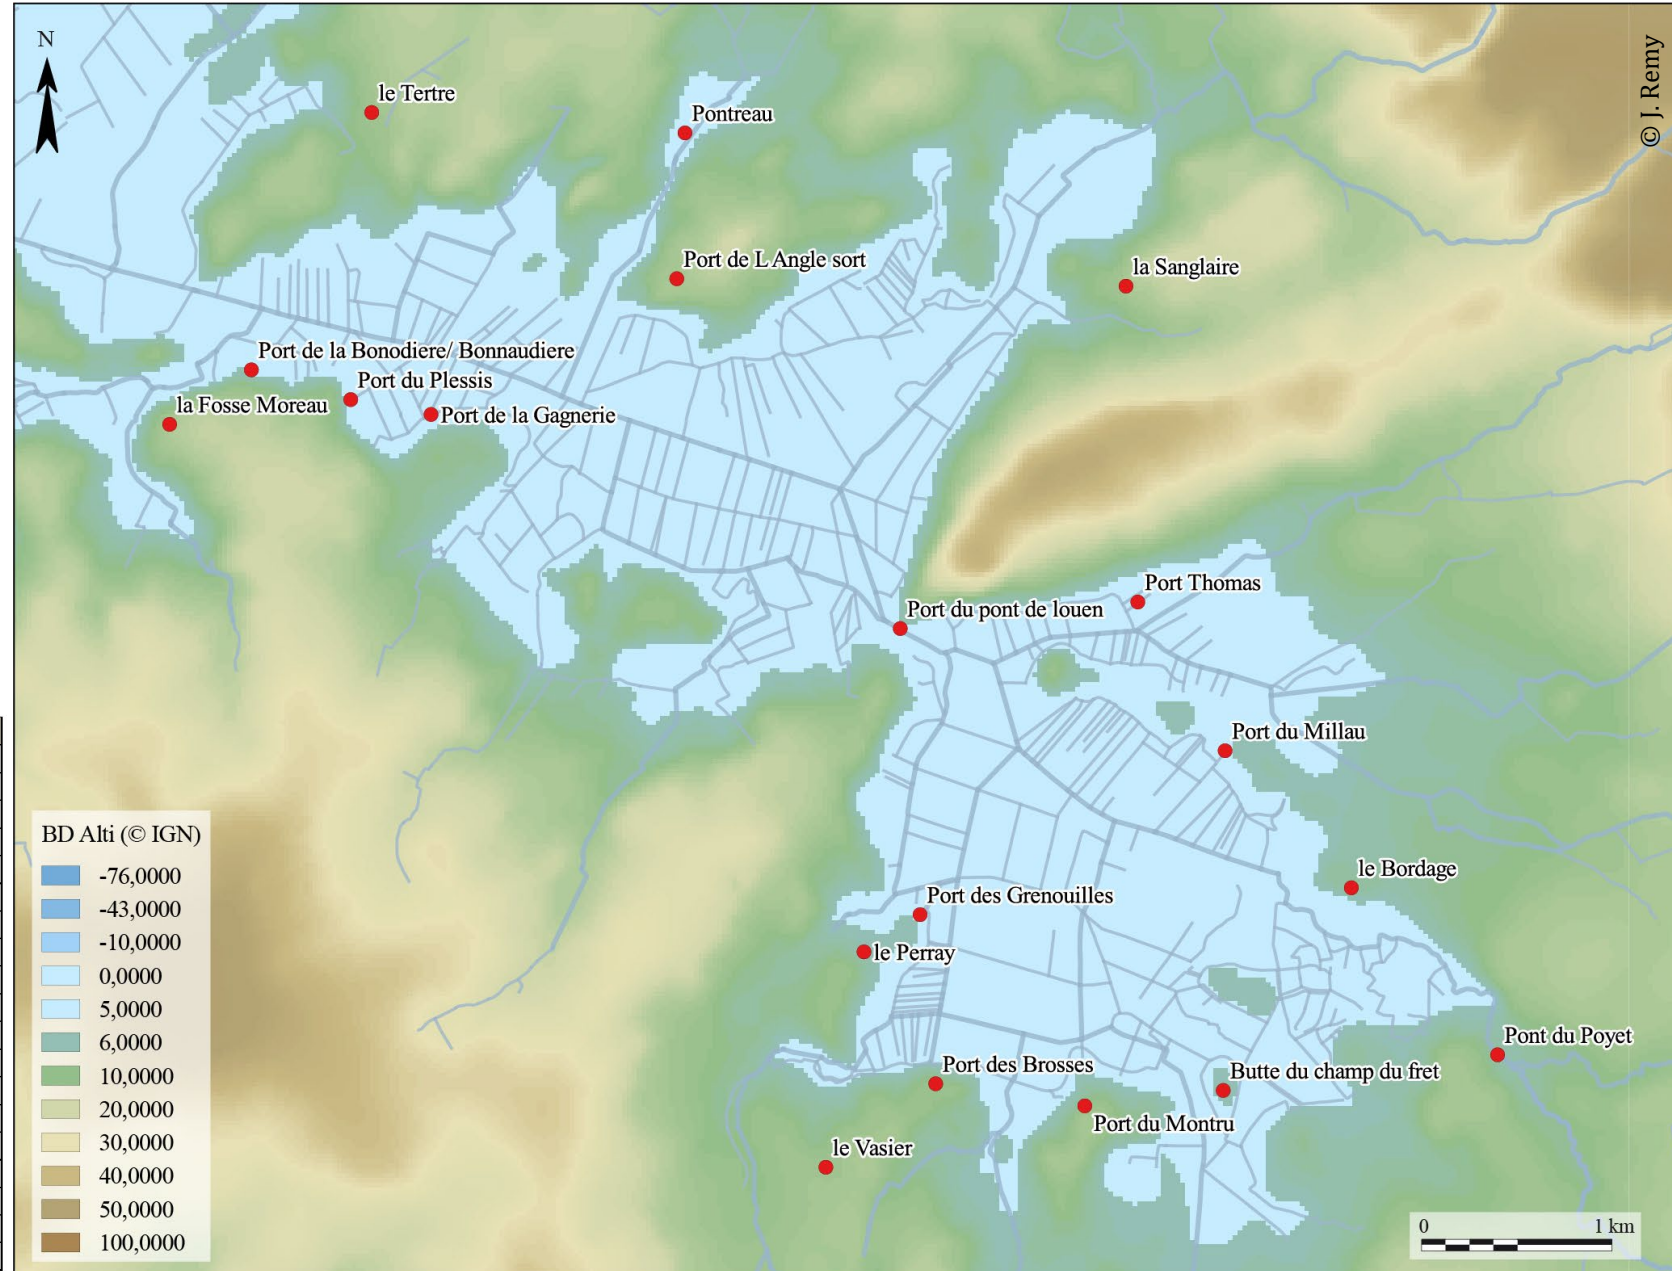 N
© J. Remy
le Tertre
Pontreau
Port de L Angle sort
la Sanglaire
Port de la Bonodiere/ Bonnaudiere
Port du Plessis
la Fosse Moreau
Port de la Gagnerie
Port Thomas
Port du pont de louen
Port du Millau
BD Alti (© IGN)
-76,0000
-43,0000
-10,0000
0,0000
5,0000
6,0000
10,0000
20,0000
30,0000
40,0000
50,0000
100,0000
le Bordage
Port des Grenouilles
le Perray
Pont du Poyet
Port des Brosses
Butte du champ du fret
Port du Montru
le Vasier
0 1 km